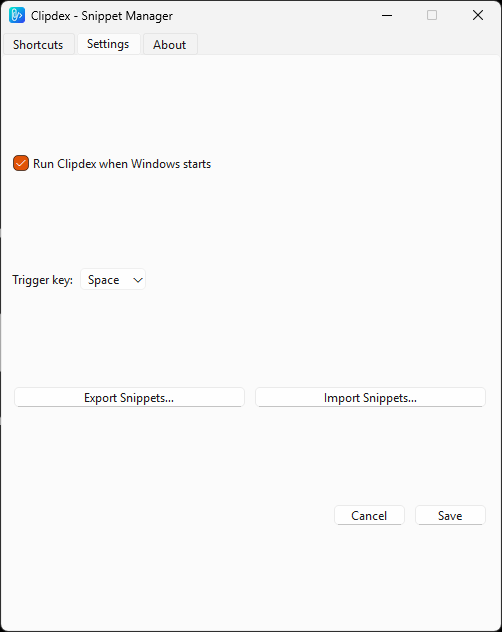 Clipdex - Snippet Manager
Shortcuts Settings About
Run Clipdex when Windows starts
Trigger key: Space
Export Snippets... Import Snippets...
Cancel Save